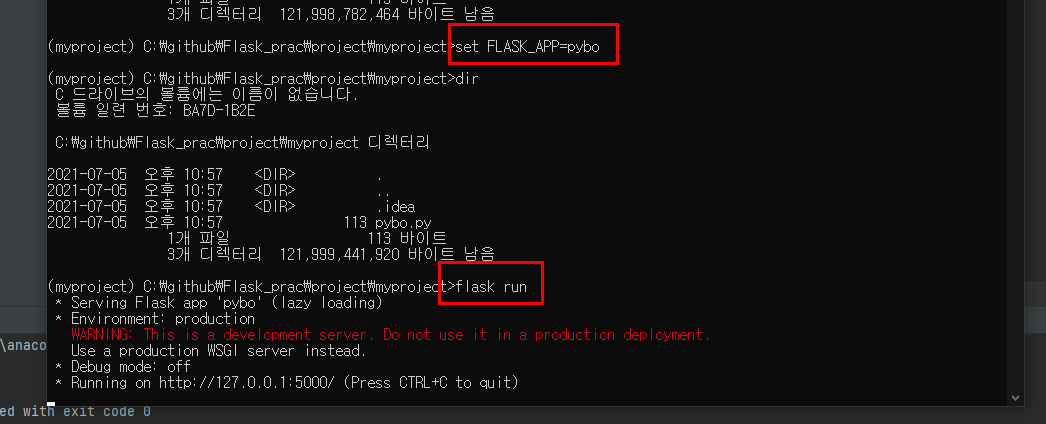 3개 디렉터리  121,998,782,464 바이트 남음
(myproject) C:\github\Flask_prac\project\myproject>set FLASK_APP=pybo
(myproject) C:\github\Flask_prac\project\myproject>dir
C 드라이브의 볼륨에는 이름이 없습니다.
볼륨 일련 번호: BA7D-1B2E
C:\github\Flask_prac\project\myproject 디렉터리
2021-07-05  오후 10:57    <DIR>          .
2021-07-05  오후 10:57    <DIR>          ..
2021-07-05  오후 10:57    <DIR>          .idea
2021-07-05  오후 10:57               113 pybo.py
1개 파일                 113 바이트
3개 디렉터리  121,999,441,920 바이트 남음
(myproject) C:\github\Flask_prac\project\myproject>flask run
* Serving Flask app 'pybo' (lazy loading)
* Environment: production
WARNING: This is a development server. Do not use it in a production deployment.
Use a production WSGI server instead.
\anaco
* Debug mode: off
* Running on http://127.0.0.1:5000/ (Press CTRL+C to quit)
ed with exit code 0